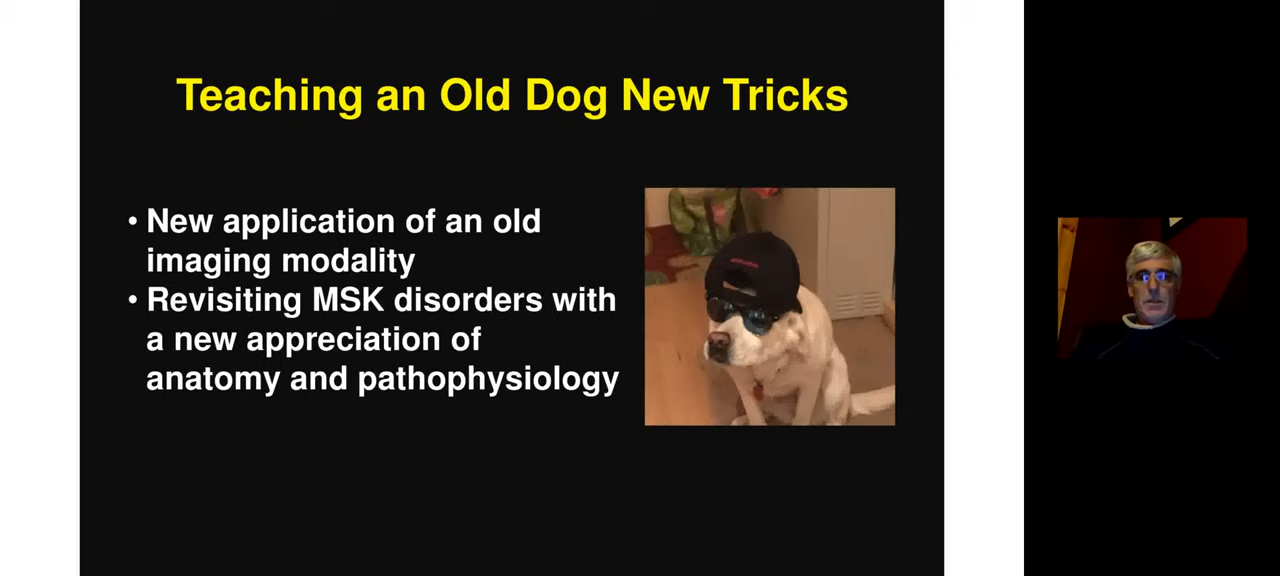 Teaching an Old Dog New Tricks
• New application of an old
imaging modality
• Revisiting MSK disorders with
a new appreciation of
anatomy and pathophysiology